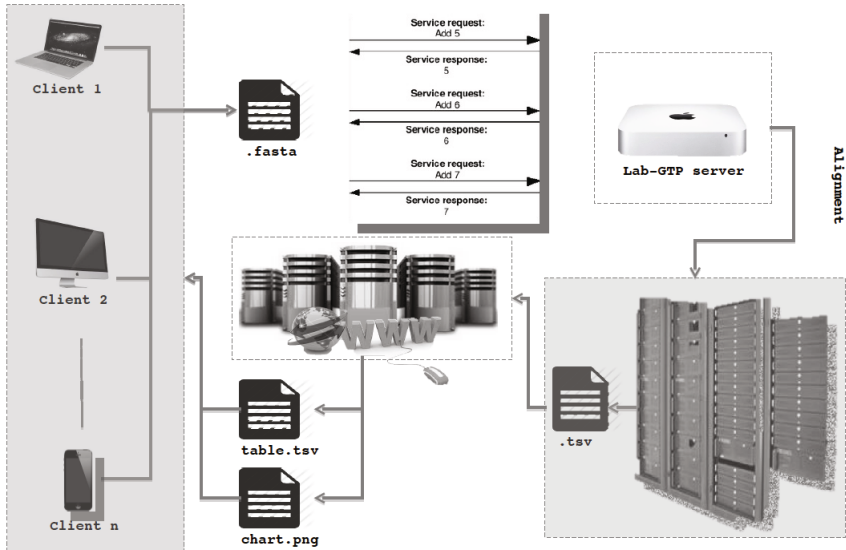 Client 1
Client 2
Client n
.fasta
Service request:
Add 5
Service response:
5
Service request:
Add 6
Service response:
6
Service request:
Add 7
Service response:
7
Lab-GTP server
Alignment
WWW
.tsv
table.tsv
chart.png